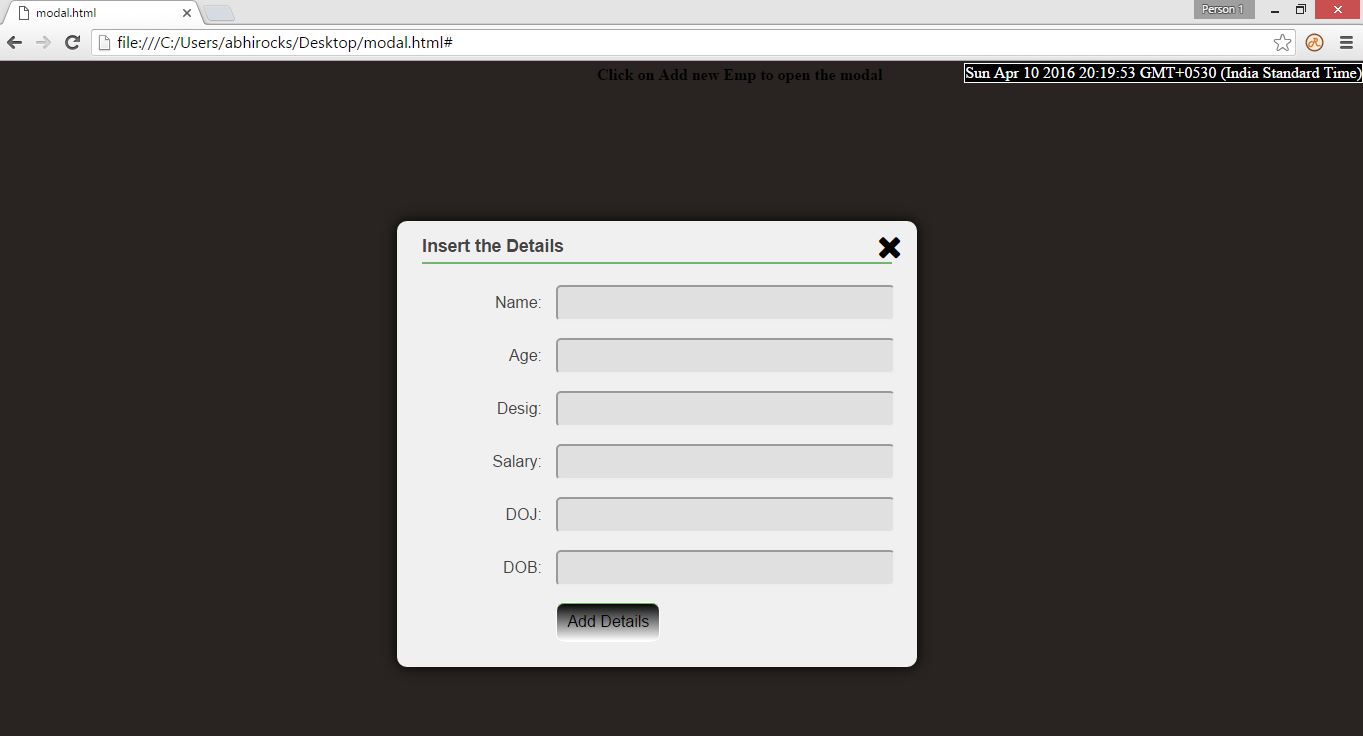 modal.html
Person 1
file:///C:/Users/abhirocks/Desktop/modal.html#
Click on Add new Emp to open the modal
Sun Apr 10 2016 20:19:53 GMT+0530 (India Standard Time)
Insert the Details
Name:
Age:
Desig:
Salary:
DOJ:
DOB:
Add Details